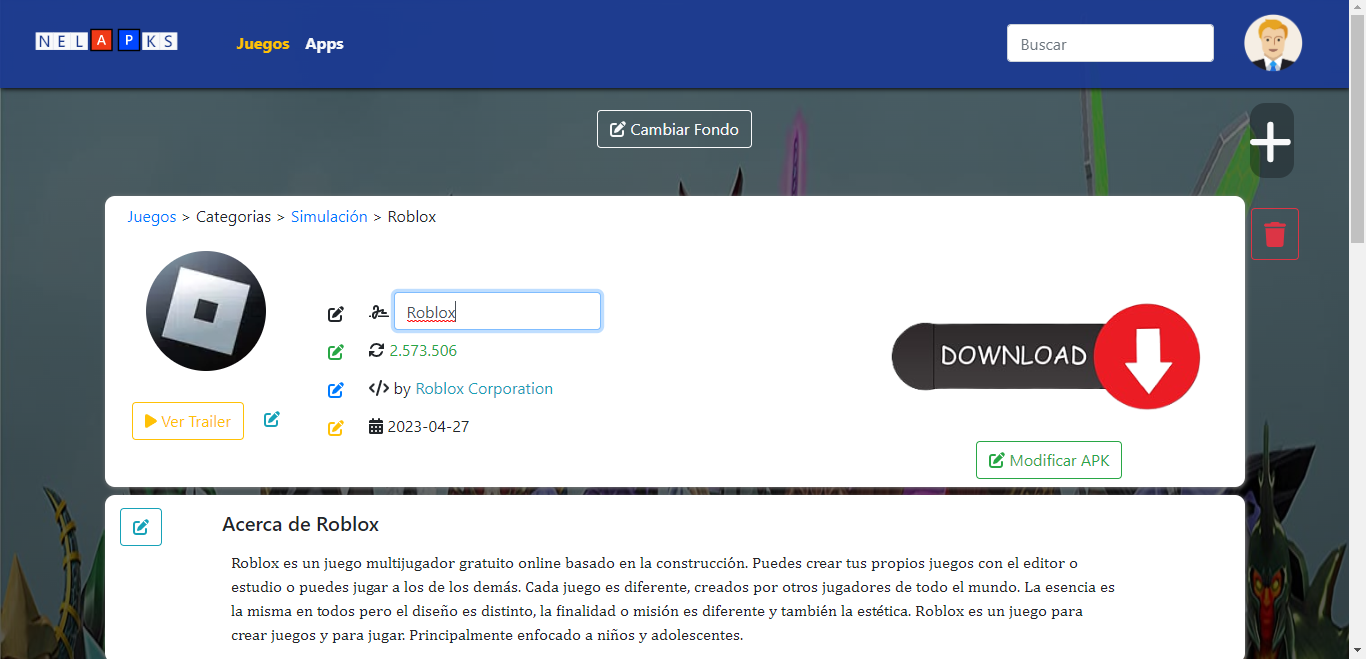 NELAPKS
Juegos Apps
Buscar
Cambiar Fondo
Juegos > Categorias > Simulación > Roblox
Roblox
2.573.506
by Roblox Corporation
2023-04-27
DOWNLOAD
Ver Trailer
Modificar APK
Acerca de Roblox
Roblox es un juego multijugador gratuito online basado en la construcción. Puedes crear tus propios juegos con el editor o
estudio o puedes jugar a los de los demás. Cada juego es diferente, creados por otros jugadores de todo el mundo. La esencia es
la misma en todos pero el diseño es distinto, la finalidad o misión es diferente y también la estética. Roblox es un juego para
crear juegos y para jugar. Principalmente enfocado a niños y adolescentes.